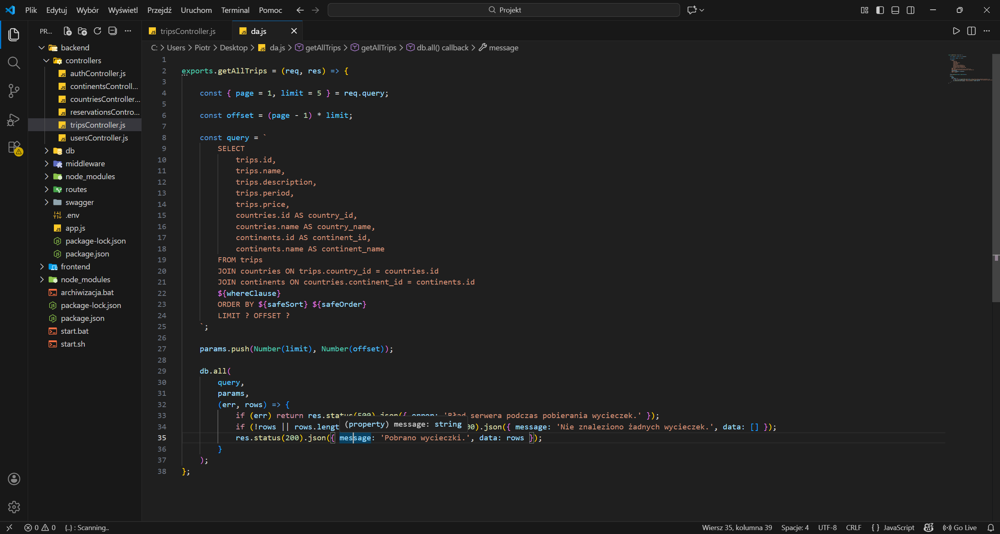 Plik Edytuj Wybór Wyświetl Przejdź Uruchom Terminal Pomoc Projekt
PR...
tripsController.js da.js
C: > Users > Piotr > Desktop > da.js > getAllTrips > getAllTrips > db.all() callback > message
backend
controllers
authController.js
continentsControll...
countriesController...
reservationsContro...
tripsController.js
usersController.js
db
middleware
node_modules
routes
swagger
.env
app.js
package-lock.json
package.json
frontend
node_modules
archiwizacja.bat
package-lock.json
package.json
start.bat
start.sh
1
2 exports.getAllTrips = (req, res) => {
3
4 const { page = 1, limit = 5 } = req.query;
5
6 const offset = (page - 1) * limit;
7
8 const query = `
9 SELECT
10 trips.id,
11 trips.name,
12 trips.description,
13 trips.period,
14 trips.price,
15 countries.id AS country_id,
16 countries.name AS country_name,
17 continents.id AS continent_id,
18 continents.name AS continent_name
19 FROM trips
20 JOIN countries ON trips.country_id = countries.id
21 JOIN continents ON countries.continent_id = continents.id
22 ${whereClause}
23 ORDER BY ${safeSort} ${safeOrder}
24 LIMIT ? OFFSET ?
25 `;
26
27 params.push(Number(limit), Number(offset));
28
29 db.all(
30 query,
31 params,
32 (err, rows) => {
33 if (err) return res.status(500).json({ error: 'Błąd serwera podczas pobierania wycieczek.' });
(property) message: string
34 if (!rows || rows.lengt 00).json({ message: 'Nie znaleziono żadnych wycieczek.', data: [] });
35 res.status(200).json({ message: 'Pobrano wycieczki.', data: rows });
36 }
37 );
38 };
0 0 {..} : Scanning.. Wiersz 35, kolumna 39 Spacje: 4 UTF-8 CRLF { } JavaScript Go Live